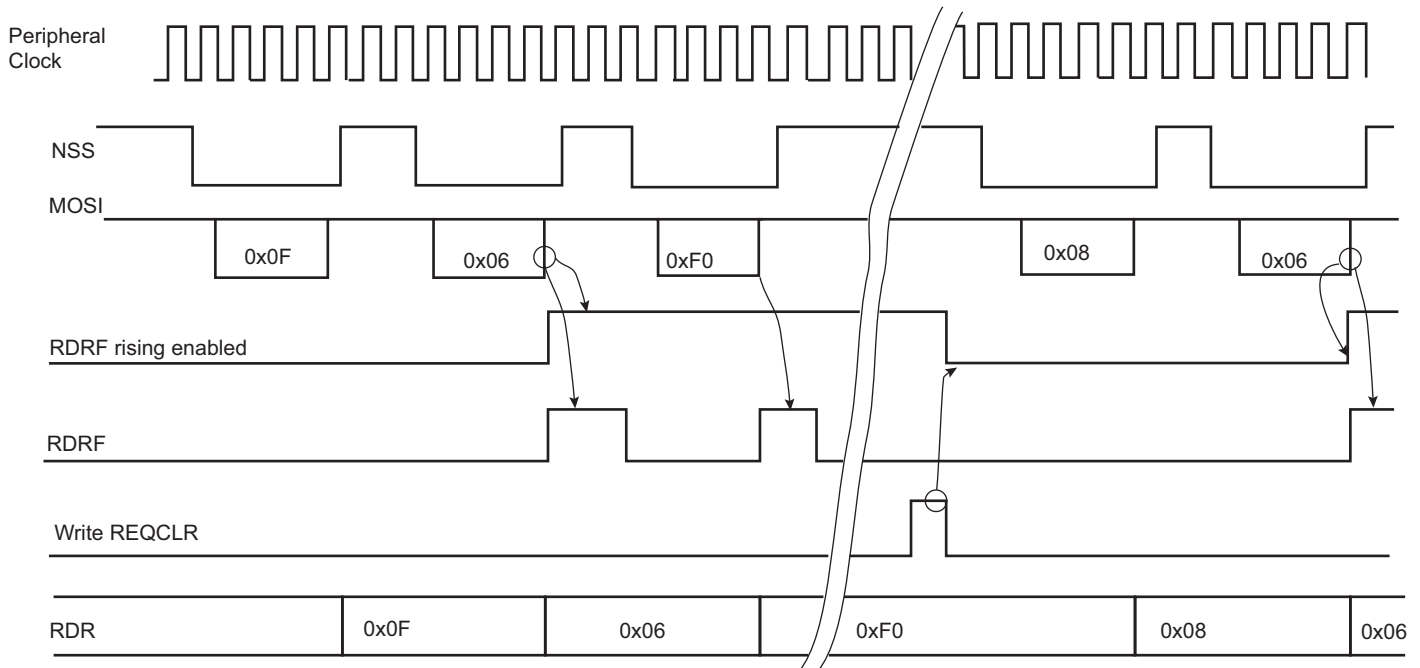 Peripheral
Clock
NSS
MOSI
0x0F
0x06
0xF0
0x08
0x06
RDRF rising enabled
RDRF
Write REQCLR
RDR
0x0F
0x06
0xF0
0x08
0x06